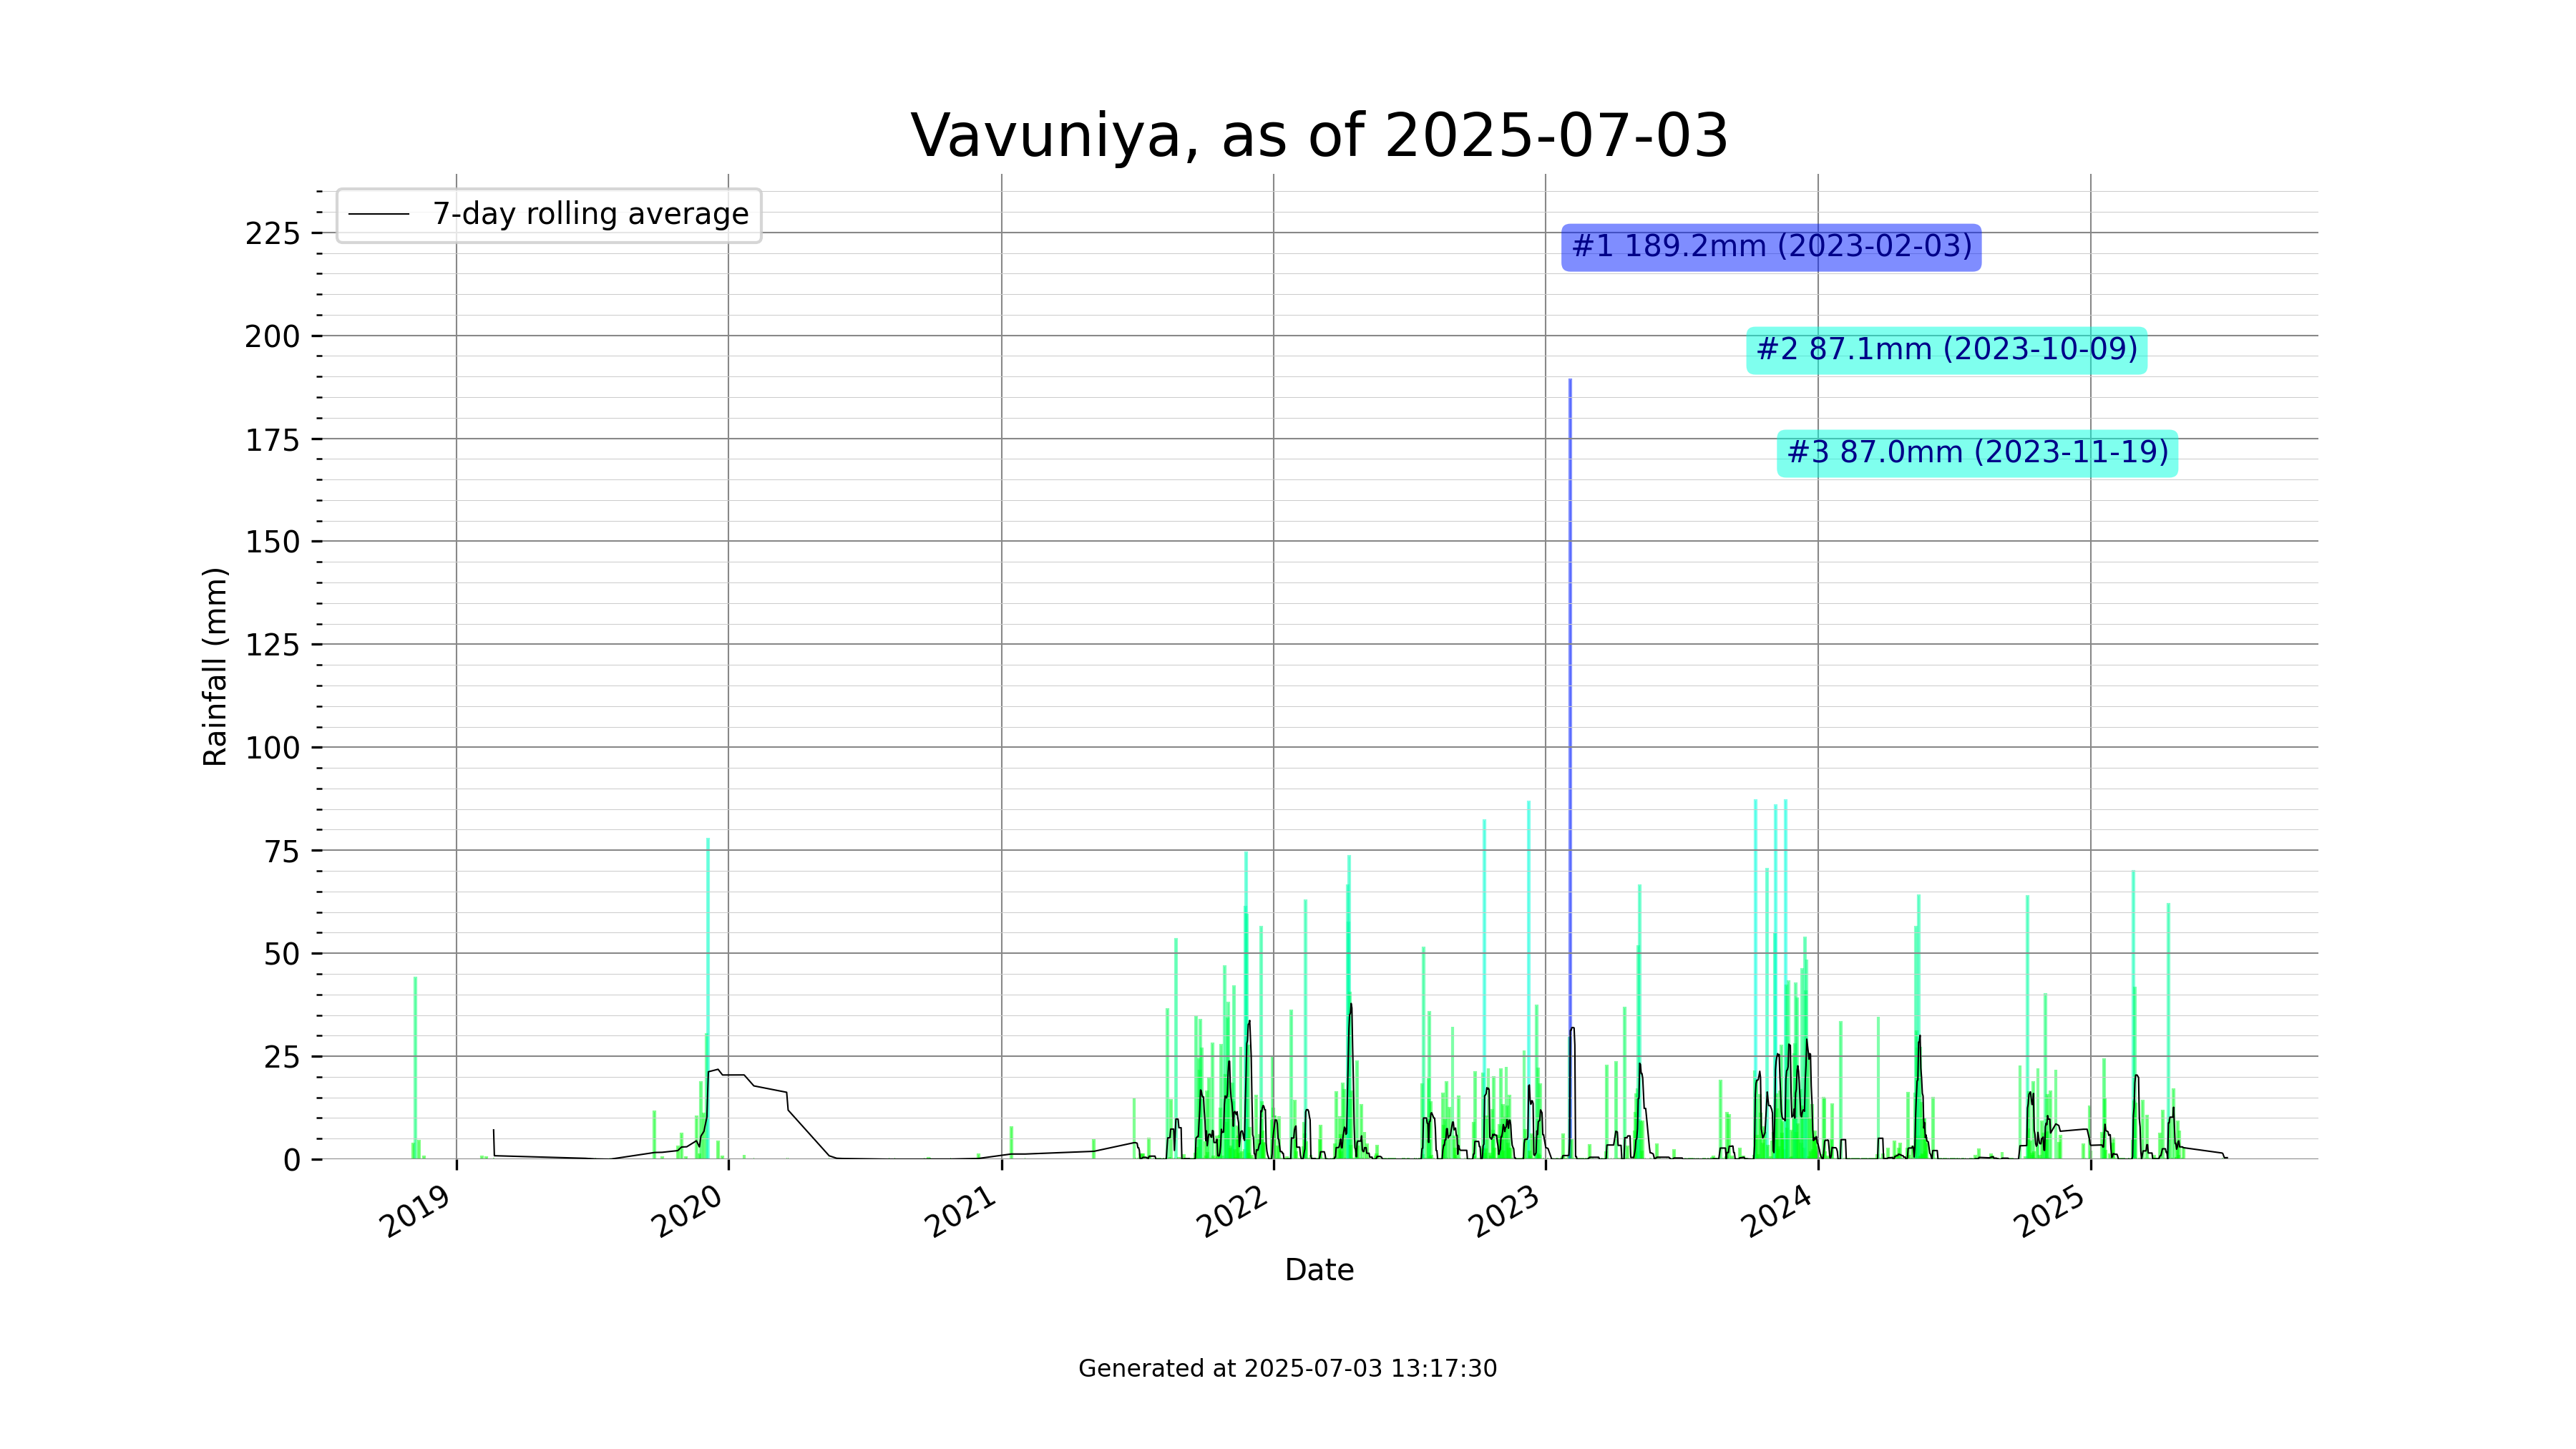 Vavuniya, as of 2025-07-03
7-day rolling average
#1 189.2mm (2023-02-03)
#2 87.1mm (2023-10-09)
#3 87.0mm (2023-11-19)
225
200
175
150
125
100
75
50
25
0
Rainfall (mm)
2019
2020
2021
2022
2023
2024
2025
Date
Generated at 2025-07-03 13:17:30